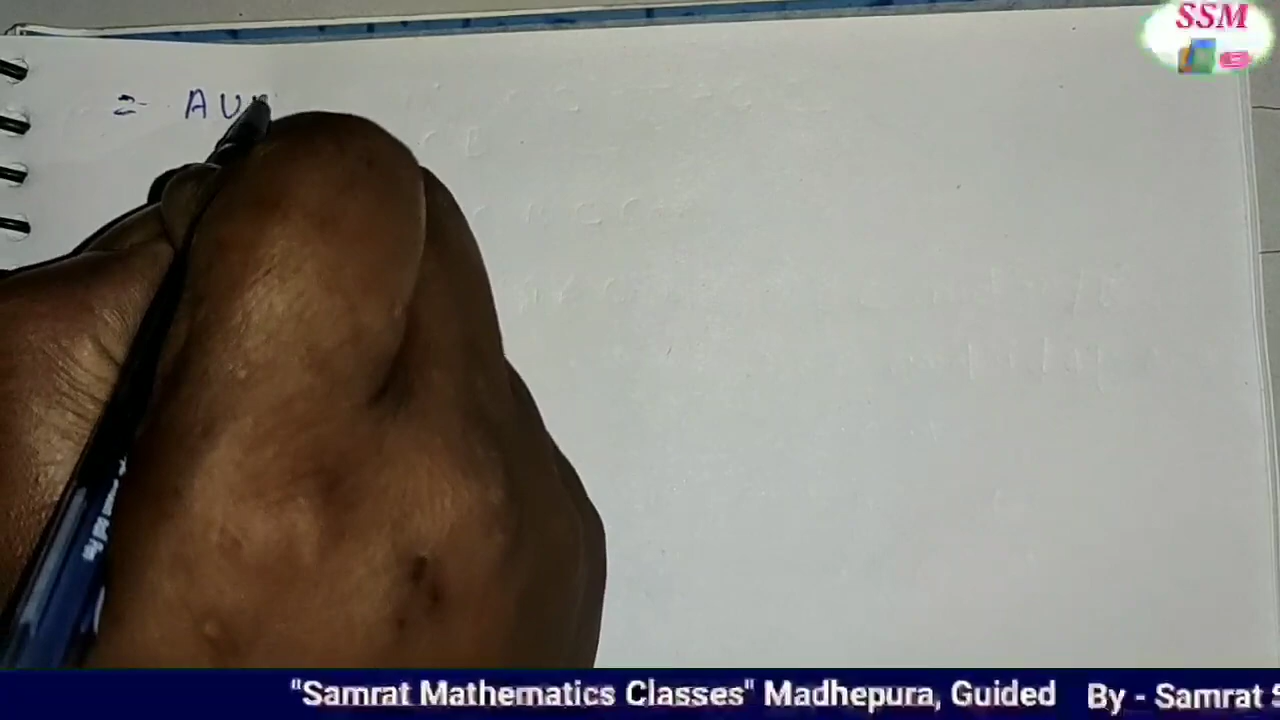 SSM
= AU
"Samrat Mathematics Classes" Madhepura, Guided By - Samrat S